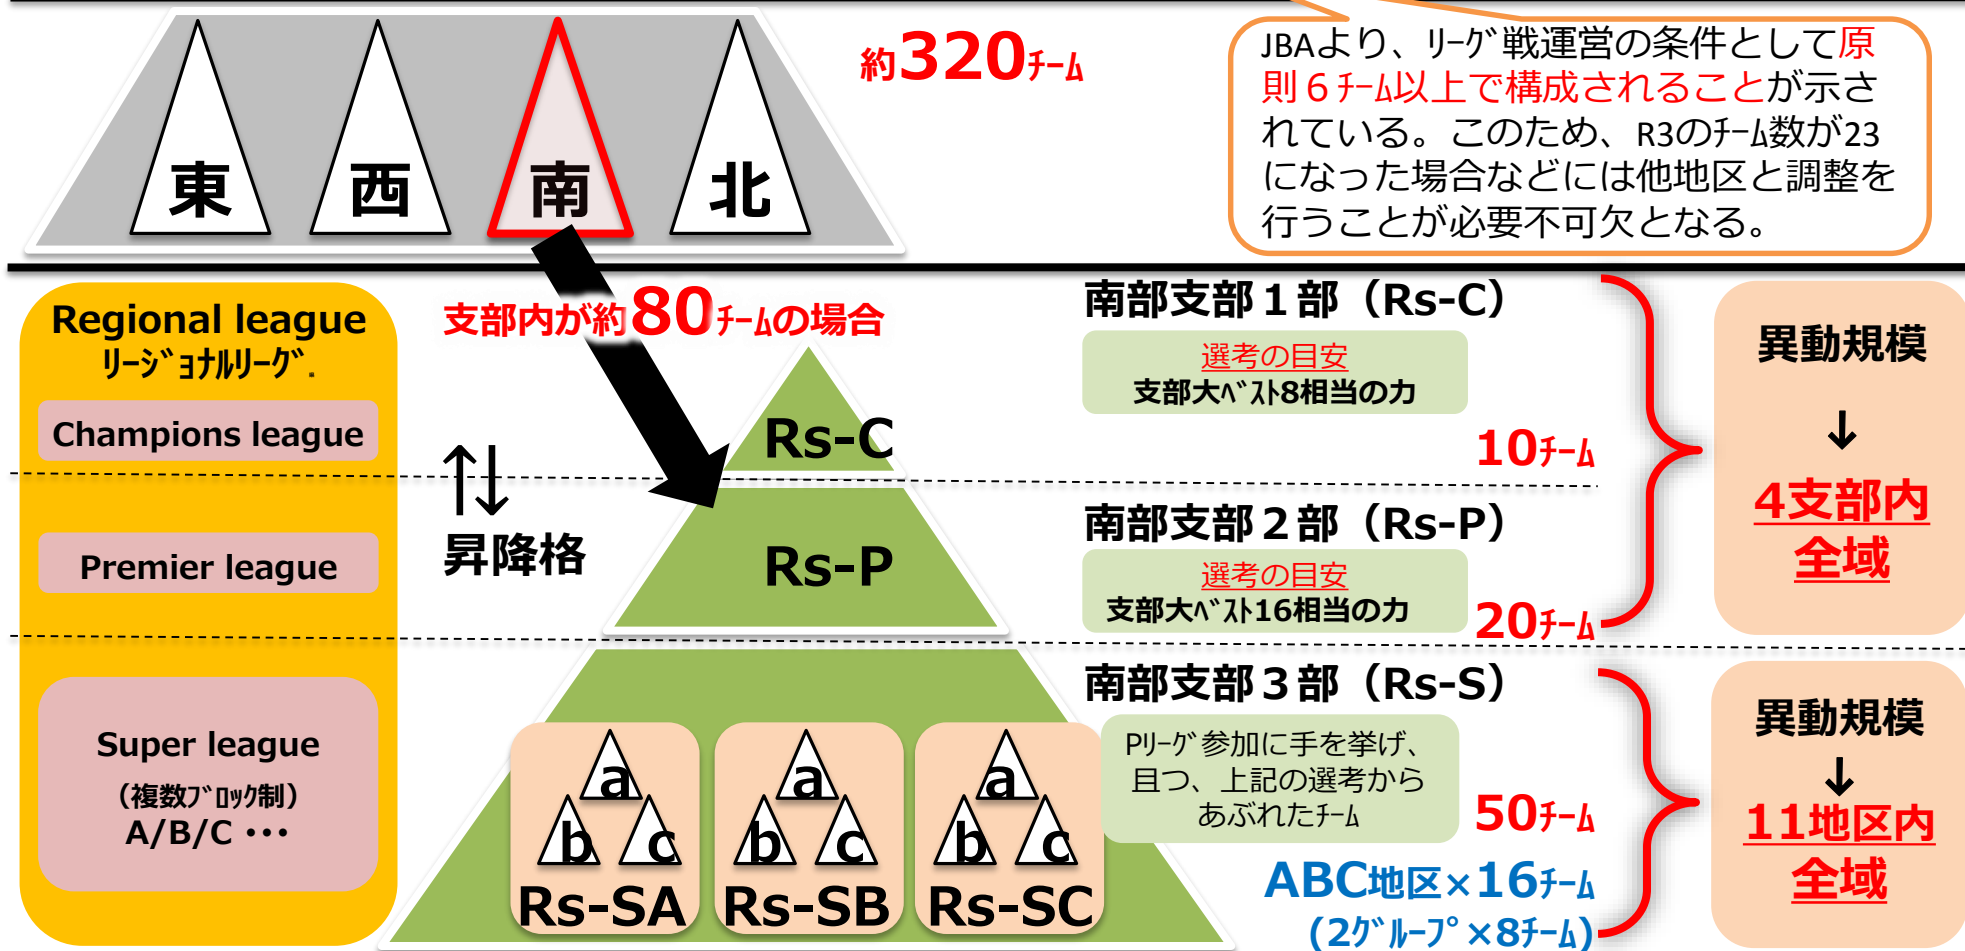 東
西
南
北
約320ﾁｰﾑ
JBAより、ﾘｰｸﾞ戦運営の条件として原
則６ﾁｰﾑ以上で構成されることが示さ
れている。このため、R3のﾁｰﾑ数が23
になった場合などには他地区と調整を
行うことが必要不可欠となる。
Regional league
ﾘｰｼﾞｮﾅﾙﾘｰｸﾞ.
Champions league
Premier league
Super league
(複数ﾌﾞﾛｯｸ制)
A/B/C ･･･
支部内が約80ﾁｰﾑの場合
↑↓
昇降格
Rs-C
Rs-P
a
b c
Rs-SA
a
b c
Rs-SB
a
b c
Rs-SC
南部支部１部（Rs-C）
選考の目安
支部大ﾍﾞｽﾄ8相当の力
10ﾁｰﾑ
南部支部２部（Rs-P）
選考の目安
支部大ﾍﾞｽﾄ16相当の力
20ﾁｰﾑ
南部支部３部（Rs-S）
Pﾘｰｸﾞ参加に手を挙げ、
且つ、上記の選考から
あぶれたﾁｰﾑ
50ﾁｰﾑ
ABC地区×16ﾁｰﾑ
(2ｸﾞﾙｰﾌﾟ×8ﾁｰﾑ)
異動規模
↓
4支部内
全域
異動規模
↓
11地区内
全域